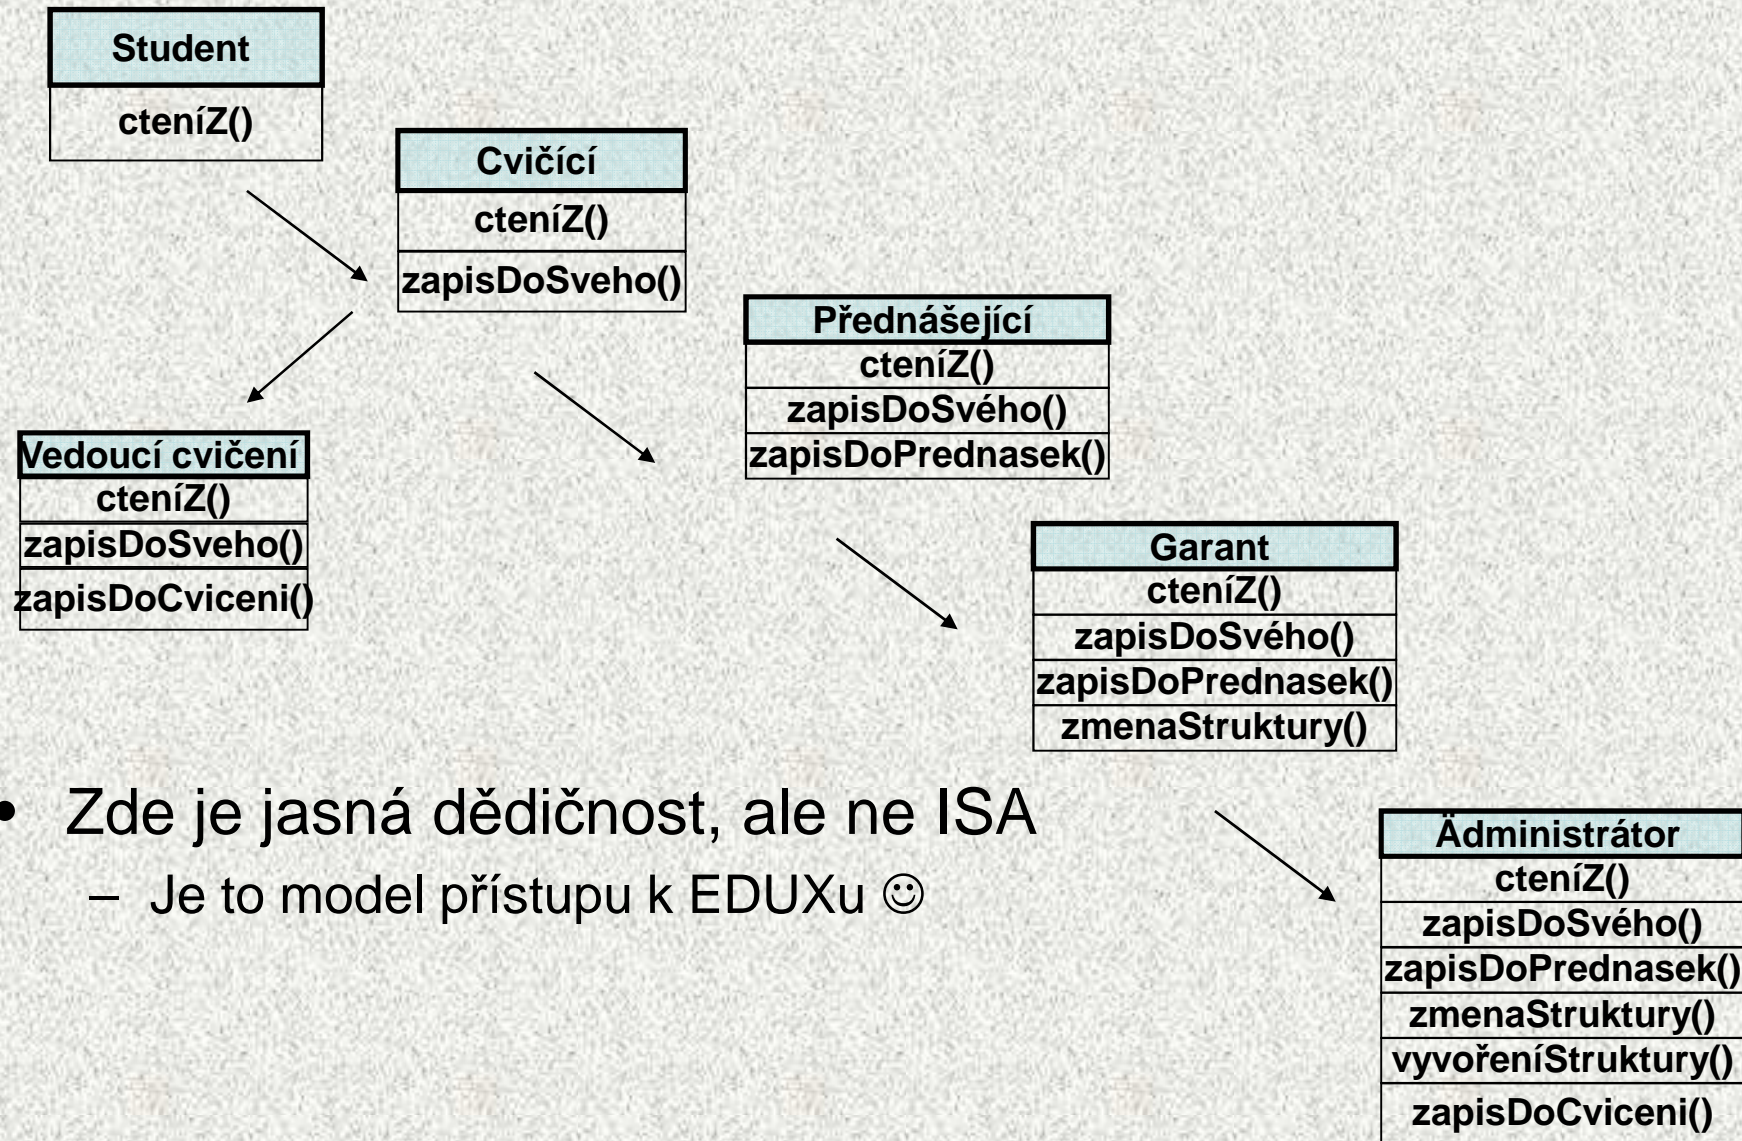 Student
cteníZ()
Cvičící
cteníZ()
zapisDoSveho()
Přednášející
cteníZ()
zapisDoSvého()
zapisDoPrednasek()
Vedoucí cvičení
cteníZ()
zapisDoSveho()
zapisDoCviceni()
Garant
cteníZ()
zapisDoSvého()
zapisDoPrednasek()
zmenaStruktury()
• Zde je jasná dědičnost, ale ne ISA
– Je to model přístupu k EDUXu ☺
Ädministrátor
cteníZ()
zapisDoSvého()
zapisDoPrednasek()
zmenaStruktury()
vyvořeníStruktury()
zapisDoCviceni()